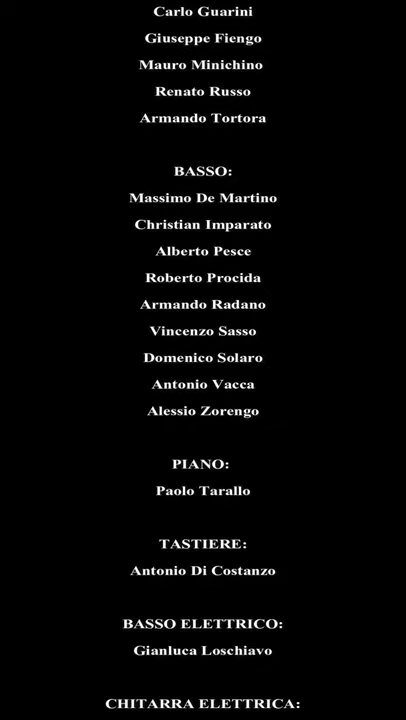 Carlo Guarini
Giuseppe Fiengo
Mauro Minichino
Renato Russo
Armando Tortora
BASSO:
Massimo De Martino
Christian Imparato
Alberto Pesce
Roberto Procida
Armando Radano
Vincenzo Sasso
Domenico Solaro
Antonio Vacca
Alessio Zorengo
PIANO:
Paolo Tarallo
TASTIERE:
Antonio Di Costanzo
BASSO ELETTRICO:
Gianluca Loschiavo
CHITARRA ELETTRICA: